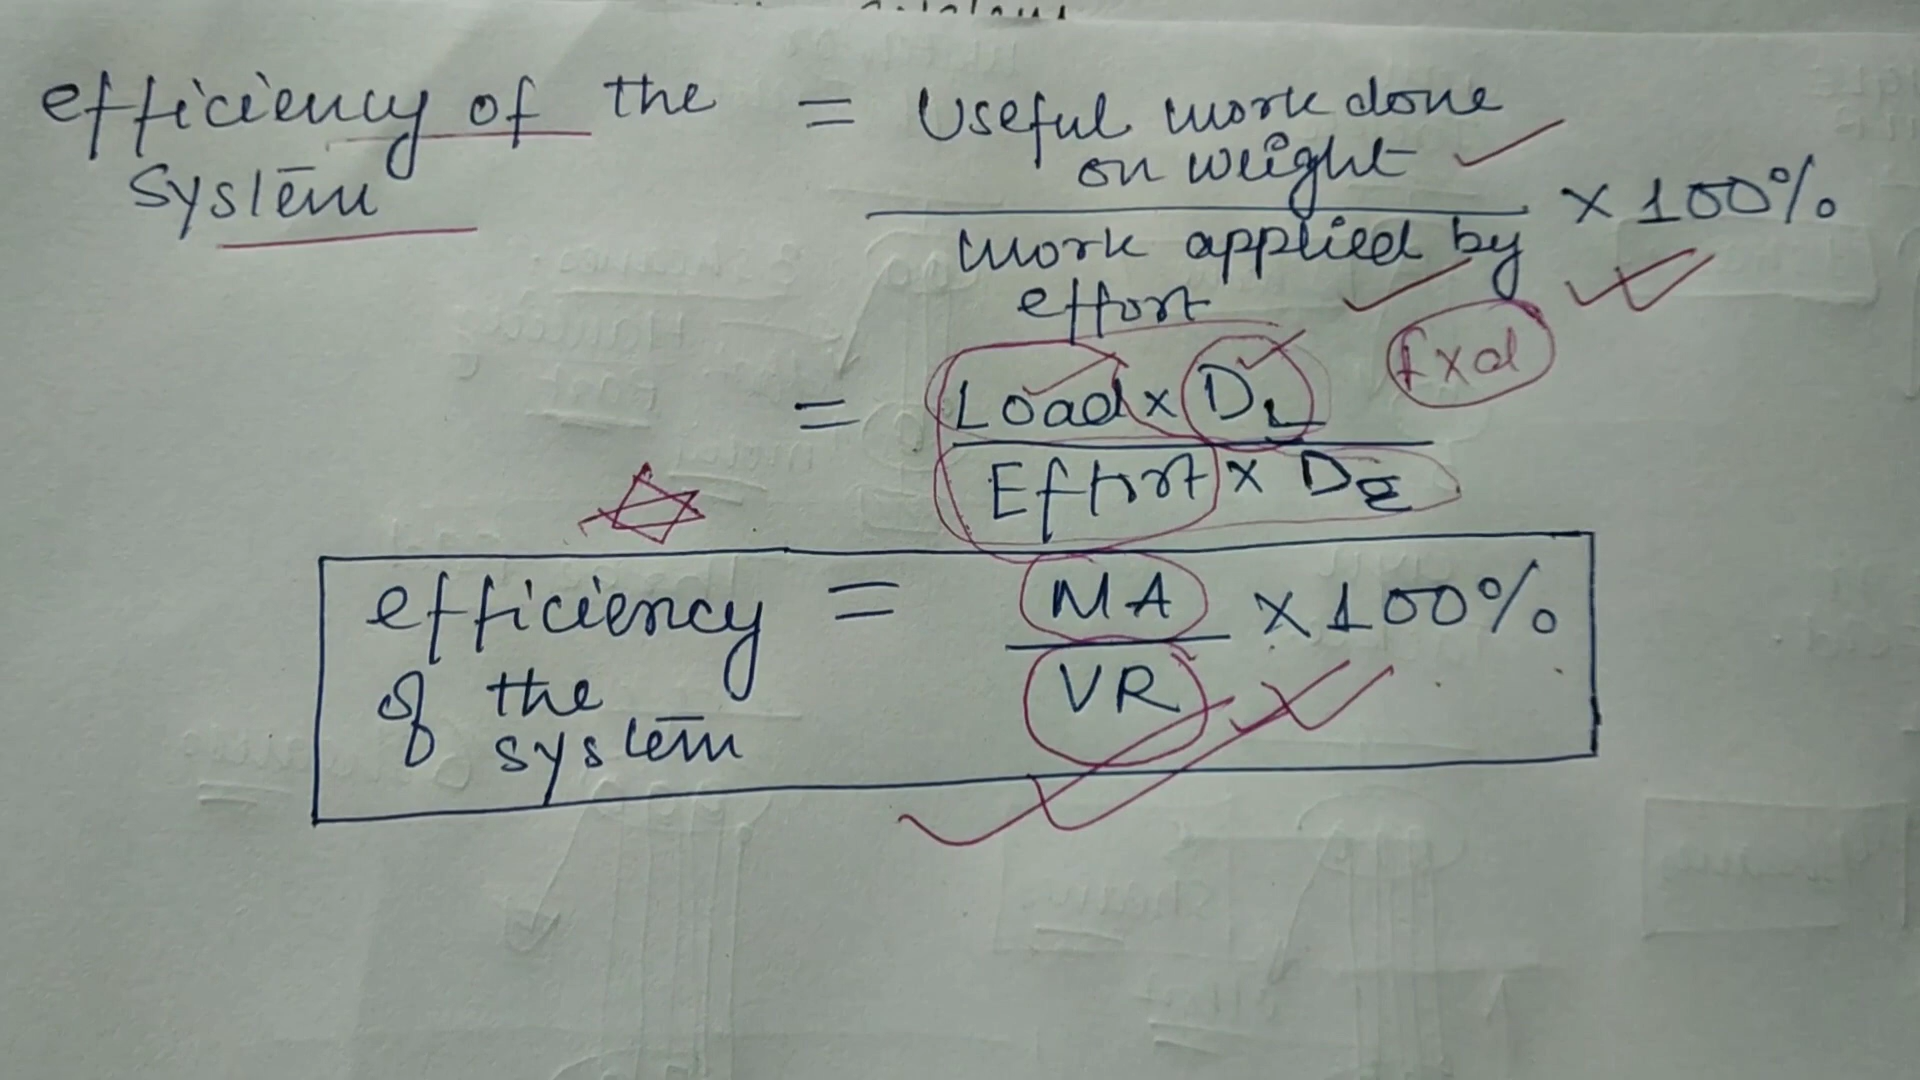 efficiency of the = Useful work done
system on weight
× 100%
work applied by
effort
fxd
= Load × DL
Effort × DE
efficiency = MA × 100%
of the VR
system